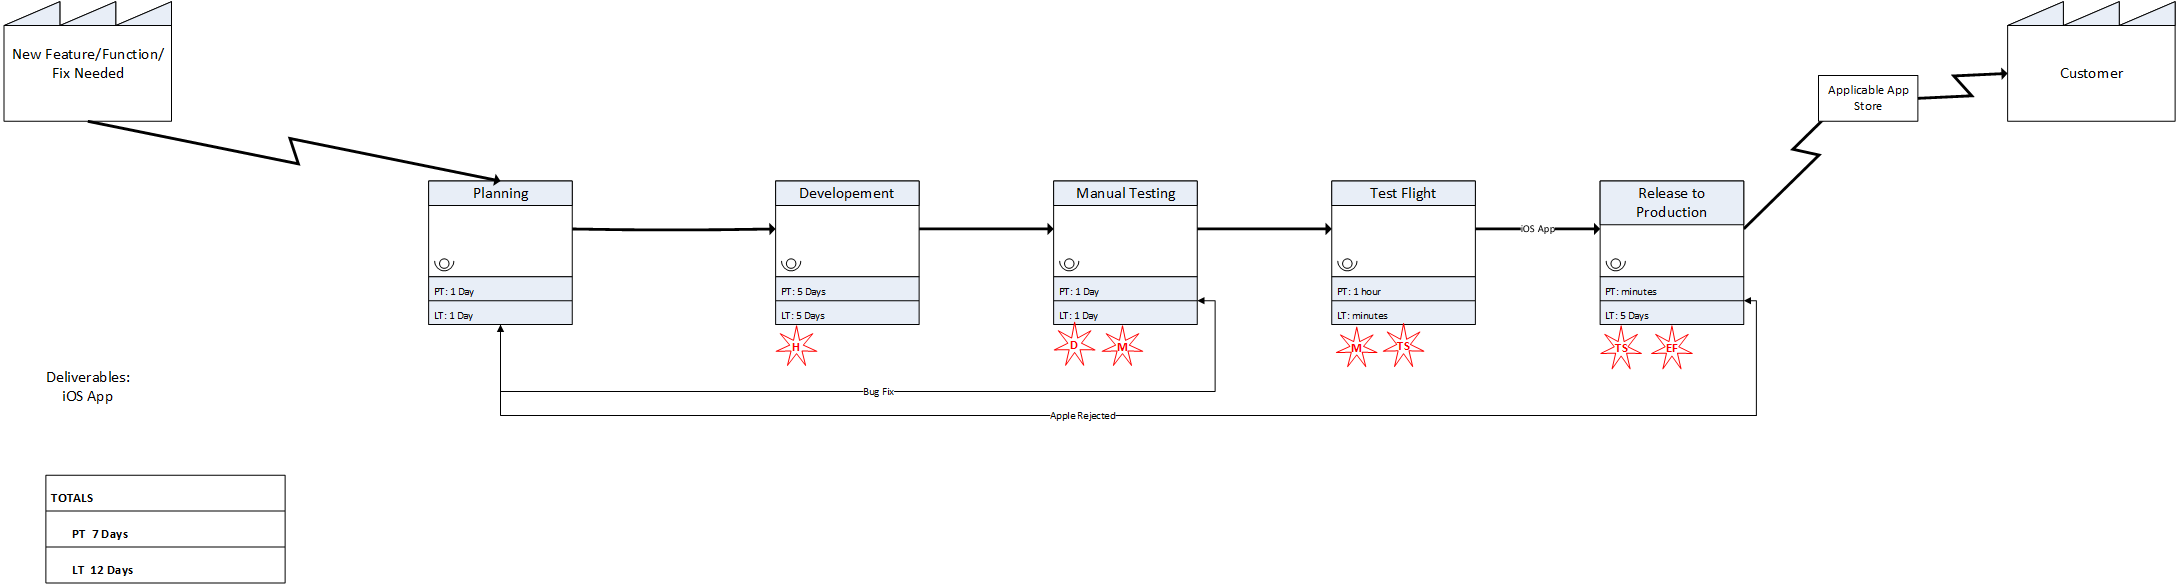 New Feature/Function/
Fix Needed
Customer
Applicable App
Store
Planning
PT: 1 Day
LT: 1 Day
Developement
PT: 5 Days
LT: 5 Days
H
Manual Testing
PT: 1 Day
LT: 1 Day
D
M
Test Flight
PT: 1 hour
LT: minutes
M
TS
iOS App
Release to
Production
PT: minutes
LT: 5 Days
TS
EF
Bug Fix
Apple Rejected
Deliverables:
iOS App
TOTALS
PT 7 Days
LT 12 Days